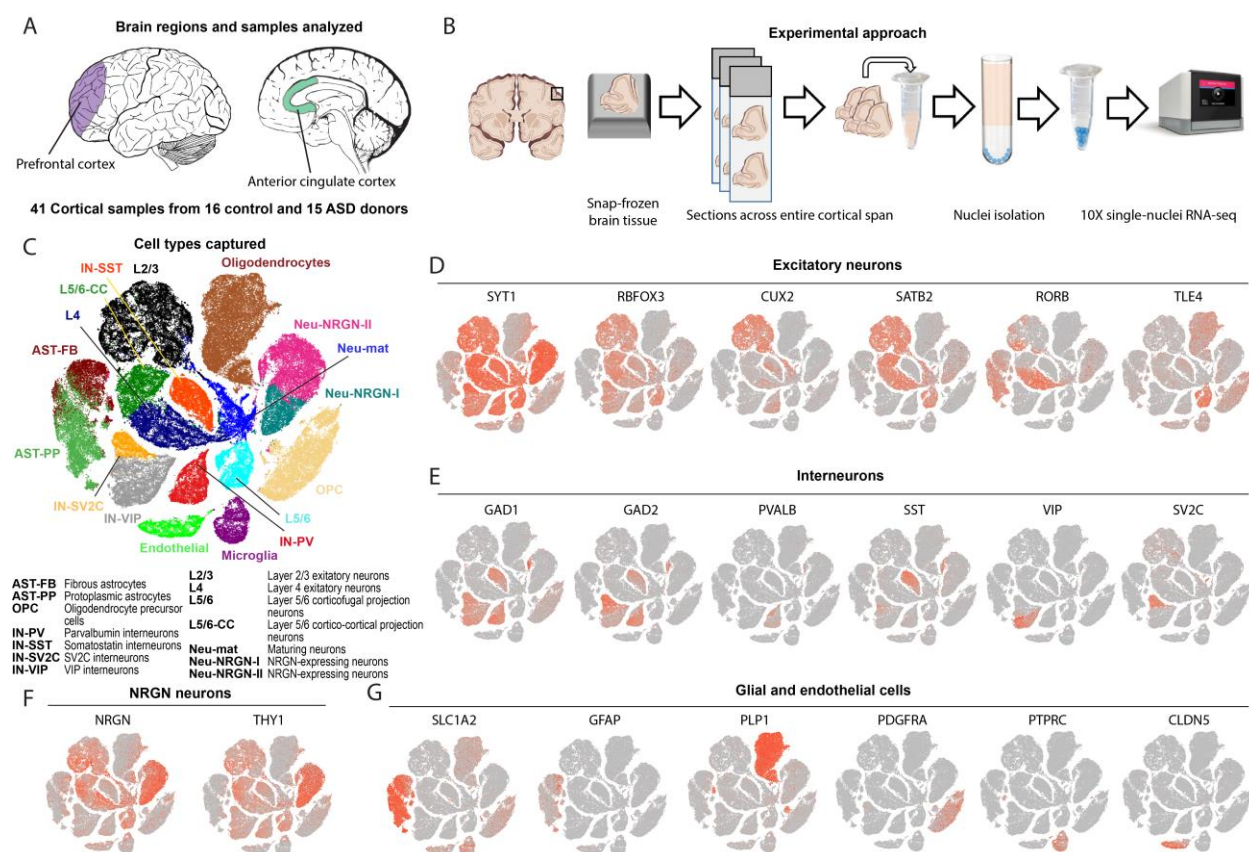 A
Brain regions and samples analyzed
Prefrontal cortex
Anterior cingulate cortex
41 Cortical samples from 16 control and 15 ASD donors
B
Experimental approach
Snap-frozen
brain tissue
Sections across entire cortical span
Nuclei isolation
10X single-nuclei RNA-seq
C
Cell types captured
IN-SST
L2/3
Oligodendrocytes
L5/6-CC
L4
Neu-NRGN-II
AST-FB
Neu-mat
Neu-NRGN-I
AST-PP
OPC
IN-SV2C
IN-VIP
L5/6
Endothelial
IN-PV
Microglia
AST-FB Fibrous astrocytes
AST-PP Protoplasmic astrocytes
OPC Oligodendrocyte precursor
cells
IN-PV Parvalbumin interneurons
IN-SST Somatostatin interneurons
IN-SV2C SV2C interneurons
IN-VIP VIP interneurons
L2/3 Layer 2/3 exitatory neurons
L4 Layer 4 exitatory neurons
L5/6 Layer 5/6 corticofugal projection
neurons
L5/6-CC Layer 5/6 cortico-cortical projection
neurons
Neu-mat Maturing neurons
Neu-NRGN-I NRGN-expressing neurons
Neu-NRGN-II NRGN-expressing neurons
D
Excitatory neurons
SYT1 RBFOX3 CUX2 SATB2 RORB TLE4
E
Interneurons
GAD1 GAD2 PVALB SST VIP SV2C
F
NRGN neurons
NRGN THY1
G
Glial and endothelial cells
SLC1A2 GFAP PLP1 PDGFRA PTPRC CLDN5